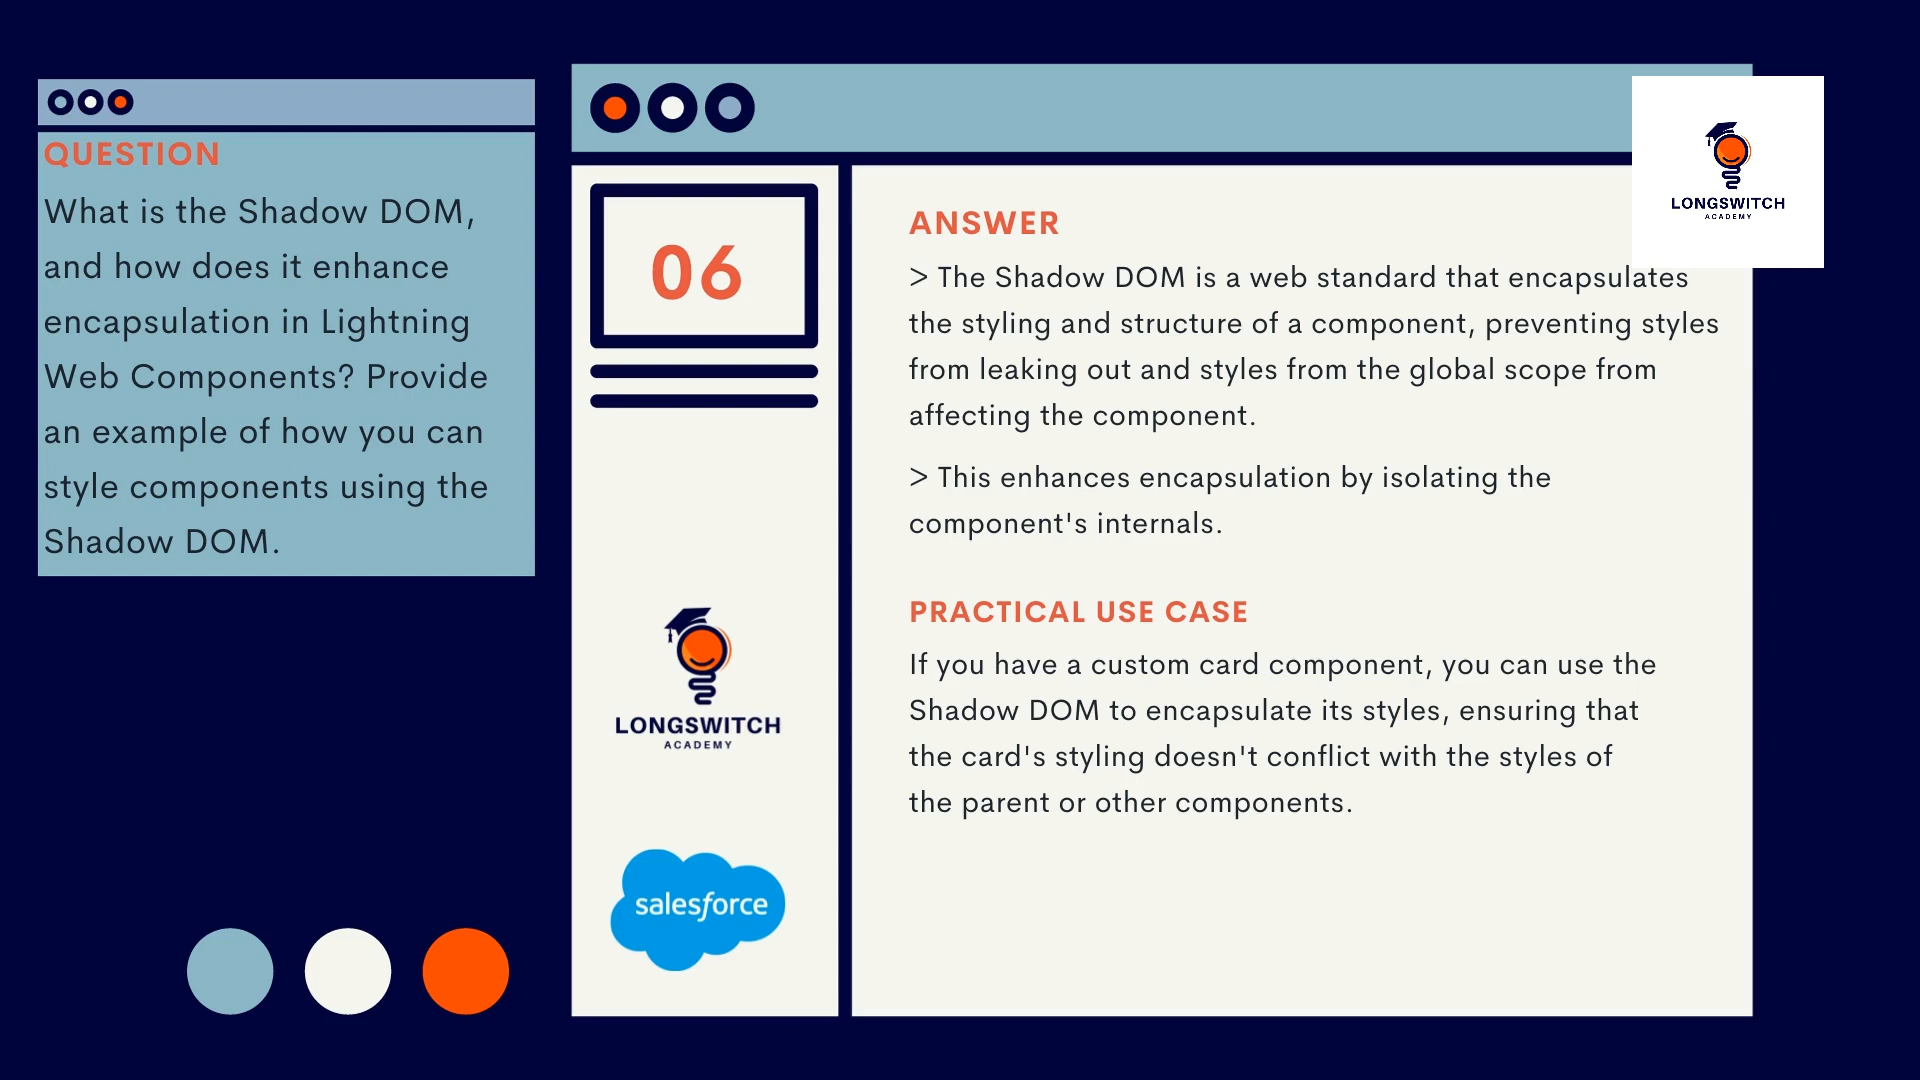 QUESTION
What is the Shadow DOM,
and how does it enhance
encapsulation in Lightning
Web Components? Provide
an example of how you can
style components using the
Shadow DOM.
06
LONGSWITCH
ACADEMY
salesforce
LONGSWITCH
ACADEMY
ANSWER
> The Shadow DOM is a web standard that encapsulates
the styling and structure of a component, preventing styles
from leaking out and styles from the global scope from
affecting the component.
> This enhances encapsulation by isolating the
component's internals.
PRACTICAL USE CASE
If you have a custom card component, you can use the
Shadow DOM to encapsulate its styles, ensuring that
the card's styling doesn't conflict with the styles of
the parent or other components.